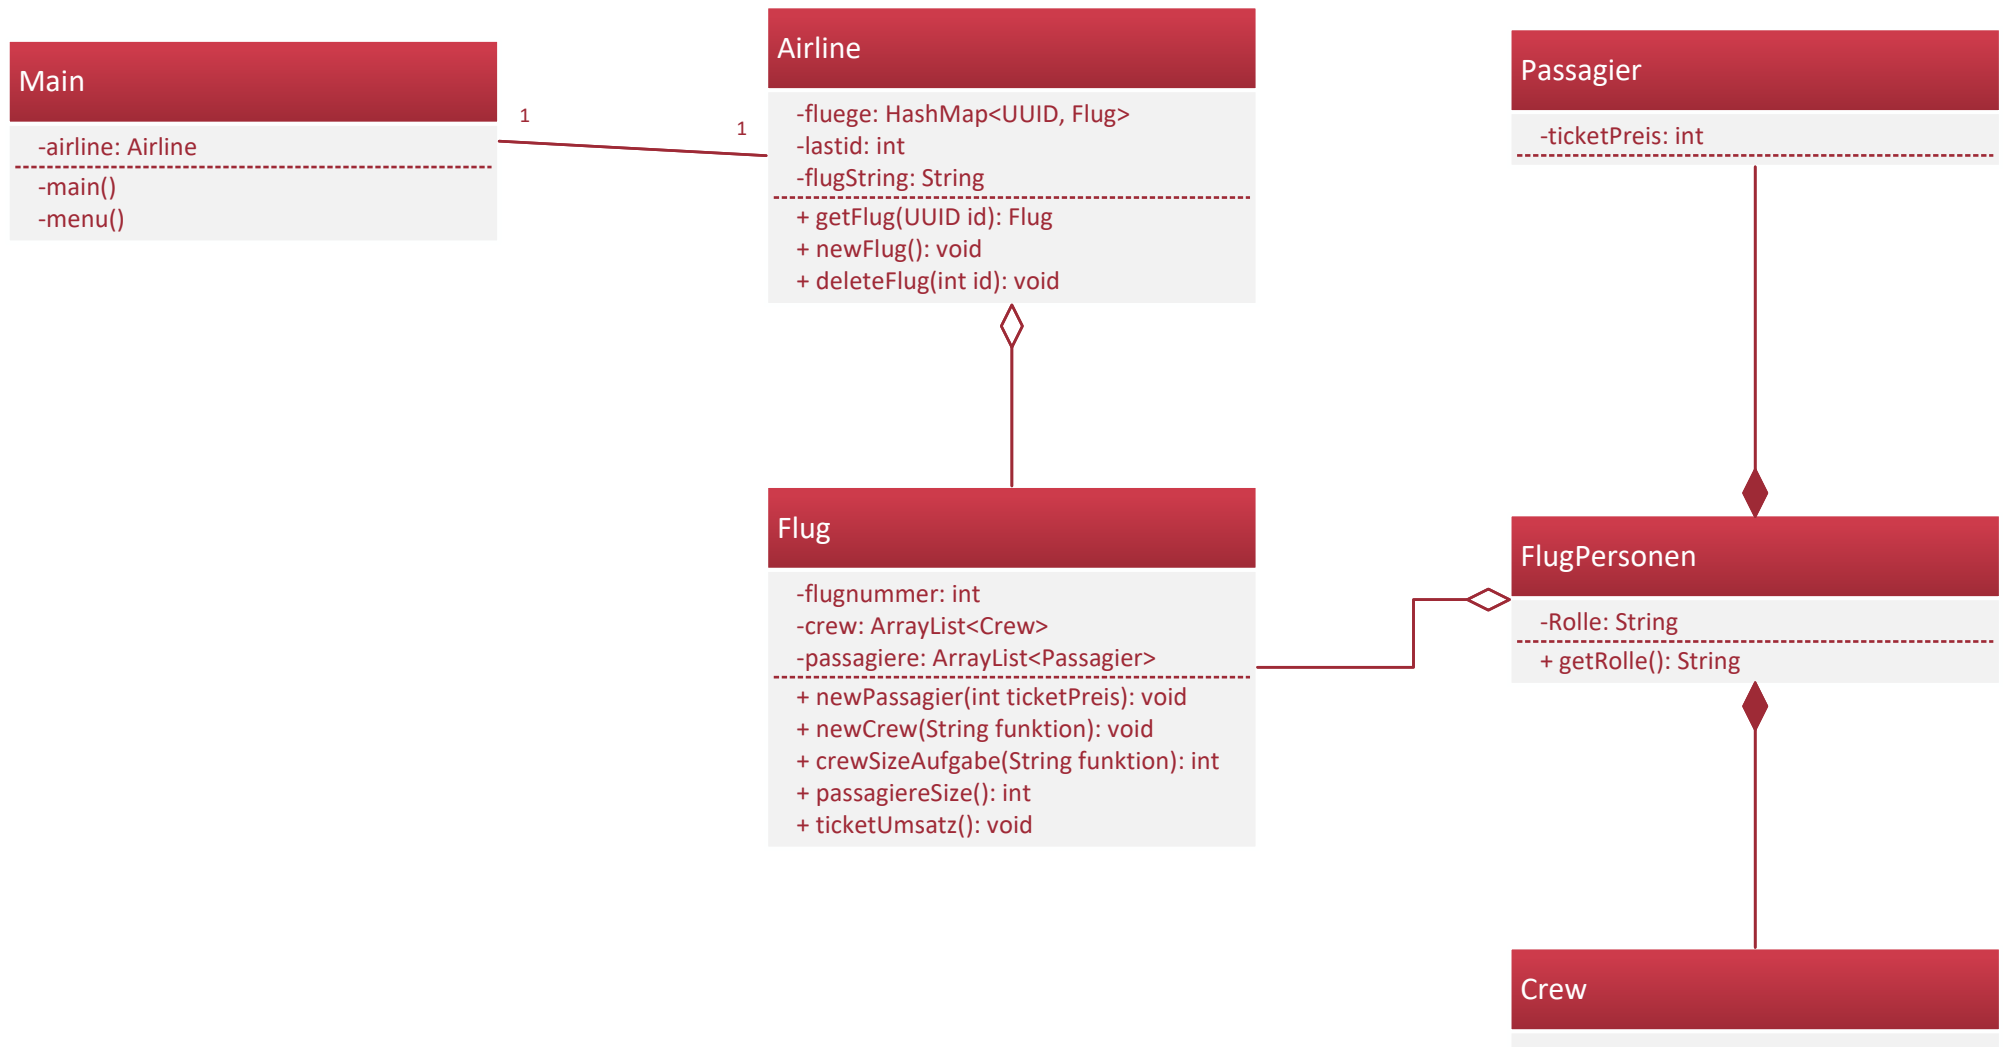 Main
-airline: Airline
-main()
-menu()
1
1
Airline
-fluege: HashMap<UUID, Flug>
-lastid: int
-flugString: String
+ getFlug(UUID id): Flug
+ newFlug(): void
+ deleteFlug(int id): void
Passagier
-ticketPreis: int
Flug
-flugnummer: int
-crew: ArrayList<Crew>
-passagiere: ArrayList<Passagier>
+ newPassagier(int ticketPreis): void
+ newCrew(String funktion): void
+ crewSizeAufgabe(String funktion): int
+ passagiereSize(): int
+ ticketUmsatz(): void
FlugPersonen
-Rolle: String
+ getRolle(): String
Crew